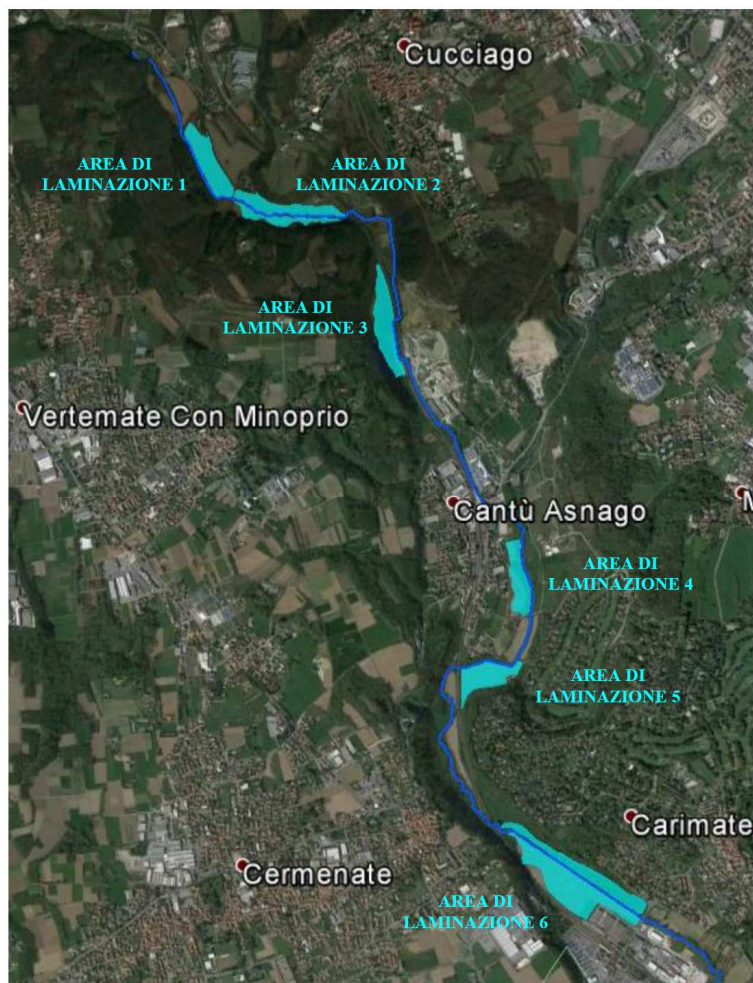 Cucciago
AREA DI
LAMINAZIONE 1
AREA DI
LAMINAZIONE 2
AREA DI
LAMINAZIONE 3
Vertemate Con Minoprio
Cantù Asnago
M
AREA DI
LAMINAZIONE 4
AREA DI
LAMINAZIONE 5
Carimate
Cermenate
AREA DI
LAMINAZIONE 6